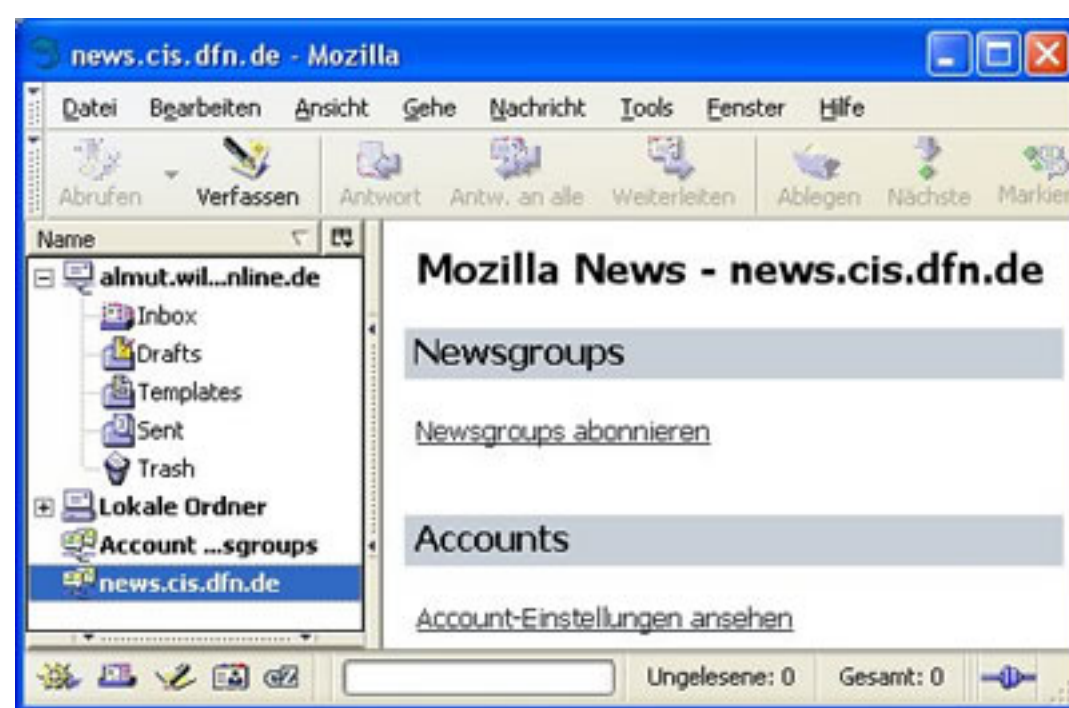 news.cis.dfn.de - Mozilla
Datei Bearbeiten Ansicht Gehe Nachricht Tools Fenster Hilfe
Abrufen Verfassen Antwort Antw. an alle Weiterleiten Ablegen Nächste Markier
Name
almut.wil...nline.de
Inbox
Drafts
Templates
Sent
Trash
Lokale Ordner
Account ...sgroups
news.cis.dfn.de
Mozilla News - news.cis.dfn.de
Newsgroups
Newsgroups abonnieren
Accounts
Account-Einstellungen ansehen
Ungelesene: 0 Gesamt: 0